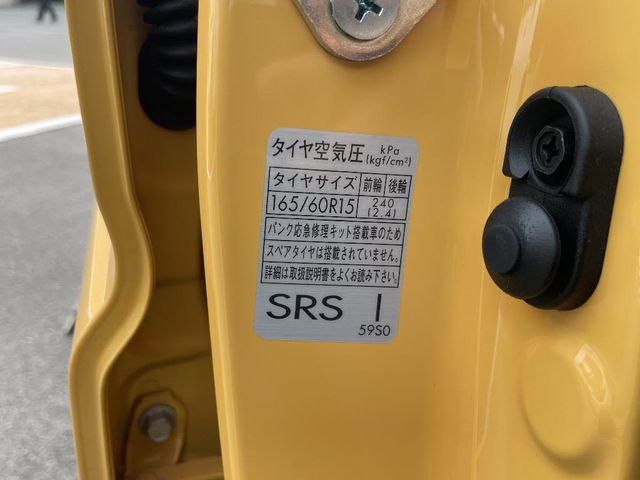 タイヤ空気圧 kPa (kgf/cm²)
タイヤサイズ 前輪 後輪
165/60R15 240 (2.4)
パンク応急修理キット搭載車のため
スペアタイヤは搭載されていません。
詳細は取扱説明書をよくお読み下さい。
SRS I
59S0